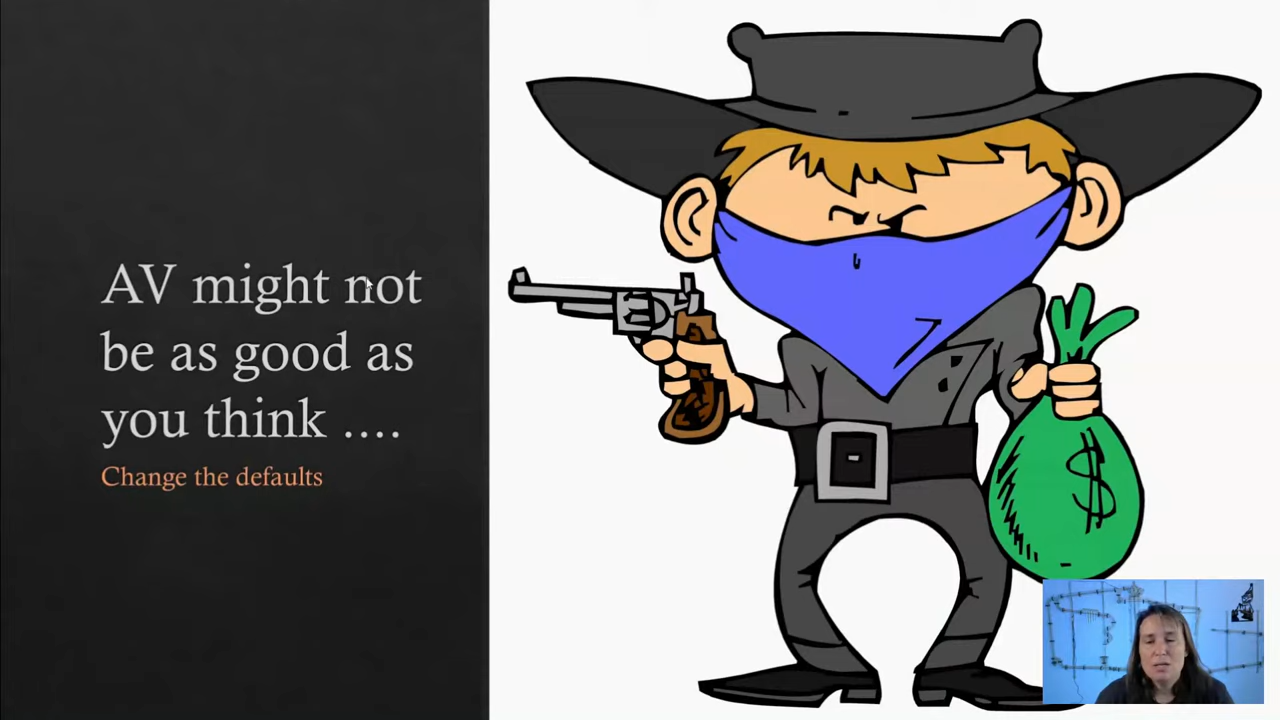 AV might not
be as good as
you think ....
Change the defaults
$